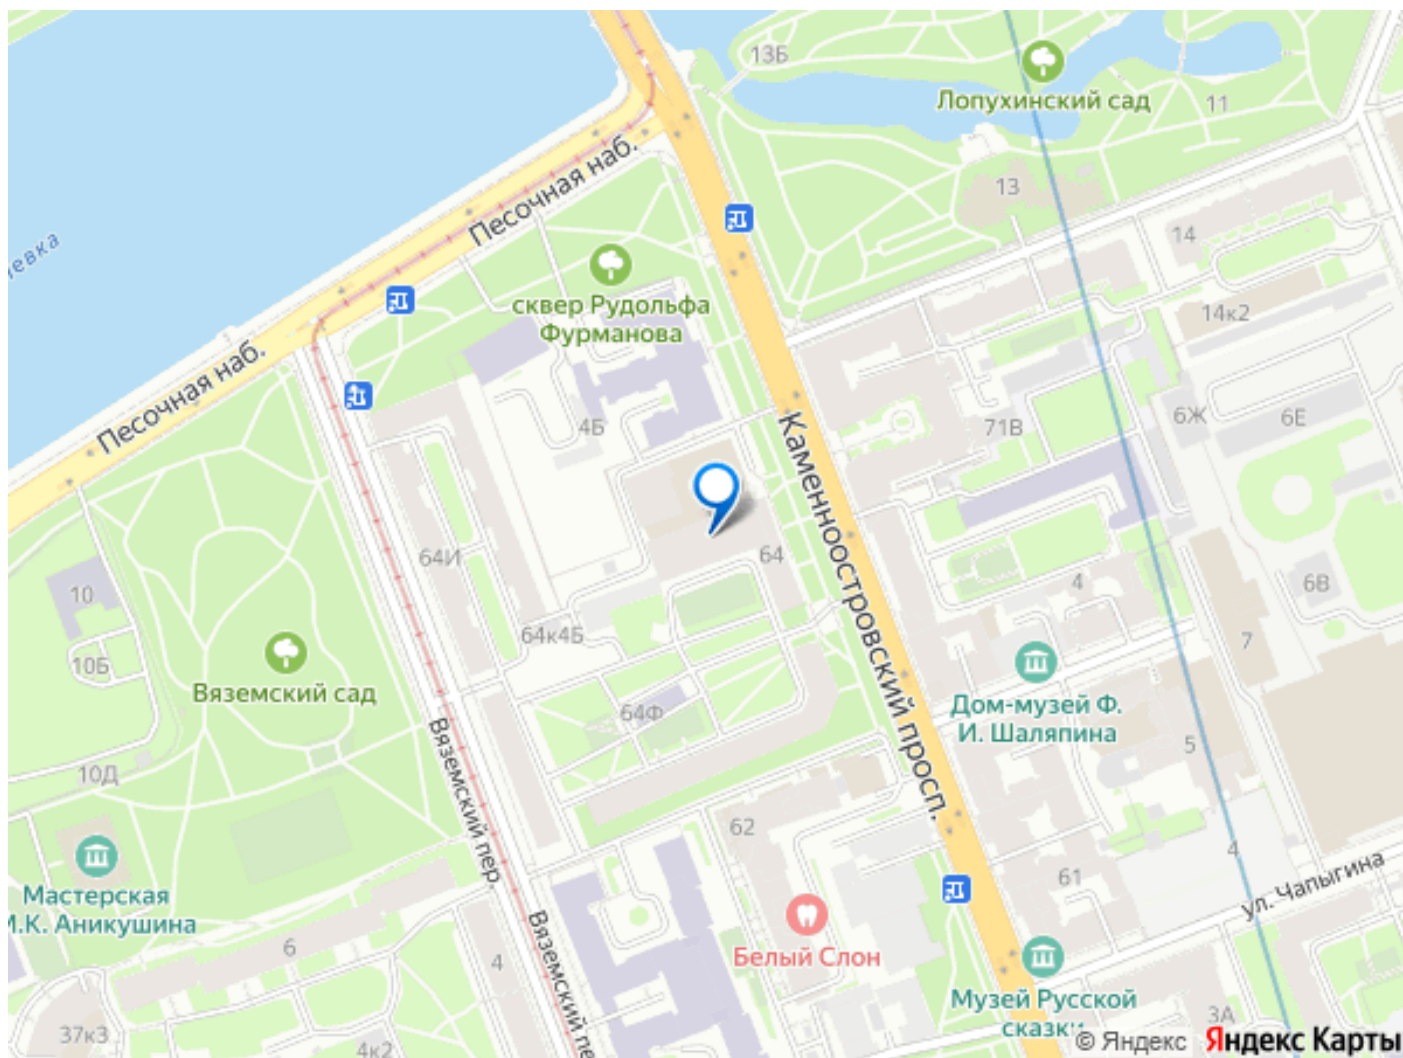 13Б
Лопухинский сад
11
Песочная наб.
13
14
сквер Рудольфа
Фурманова
14к2
Песочная наб.
4Б
Каменноостровский просп.
71В
6Ж
6Е
64И
64
10
4
6В
64к4Б
10Б
Вяземский сад
7
Дом-музей Ф.
И. Шаляпина
64Ф
5
10Д
Вяземский пер.
62
4
61
ул. Чапыгина
Мастерская
М.К. Аникушина
Белый Слон
6
4
Вяземский пе
Музей Русской
сказки
3А
37к3
4к2
© Яндекс Яндекс Карты